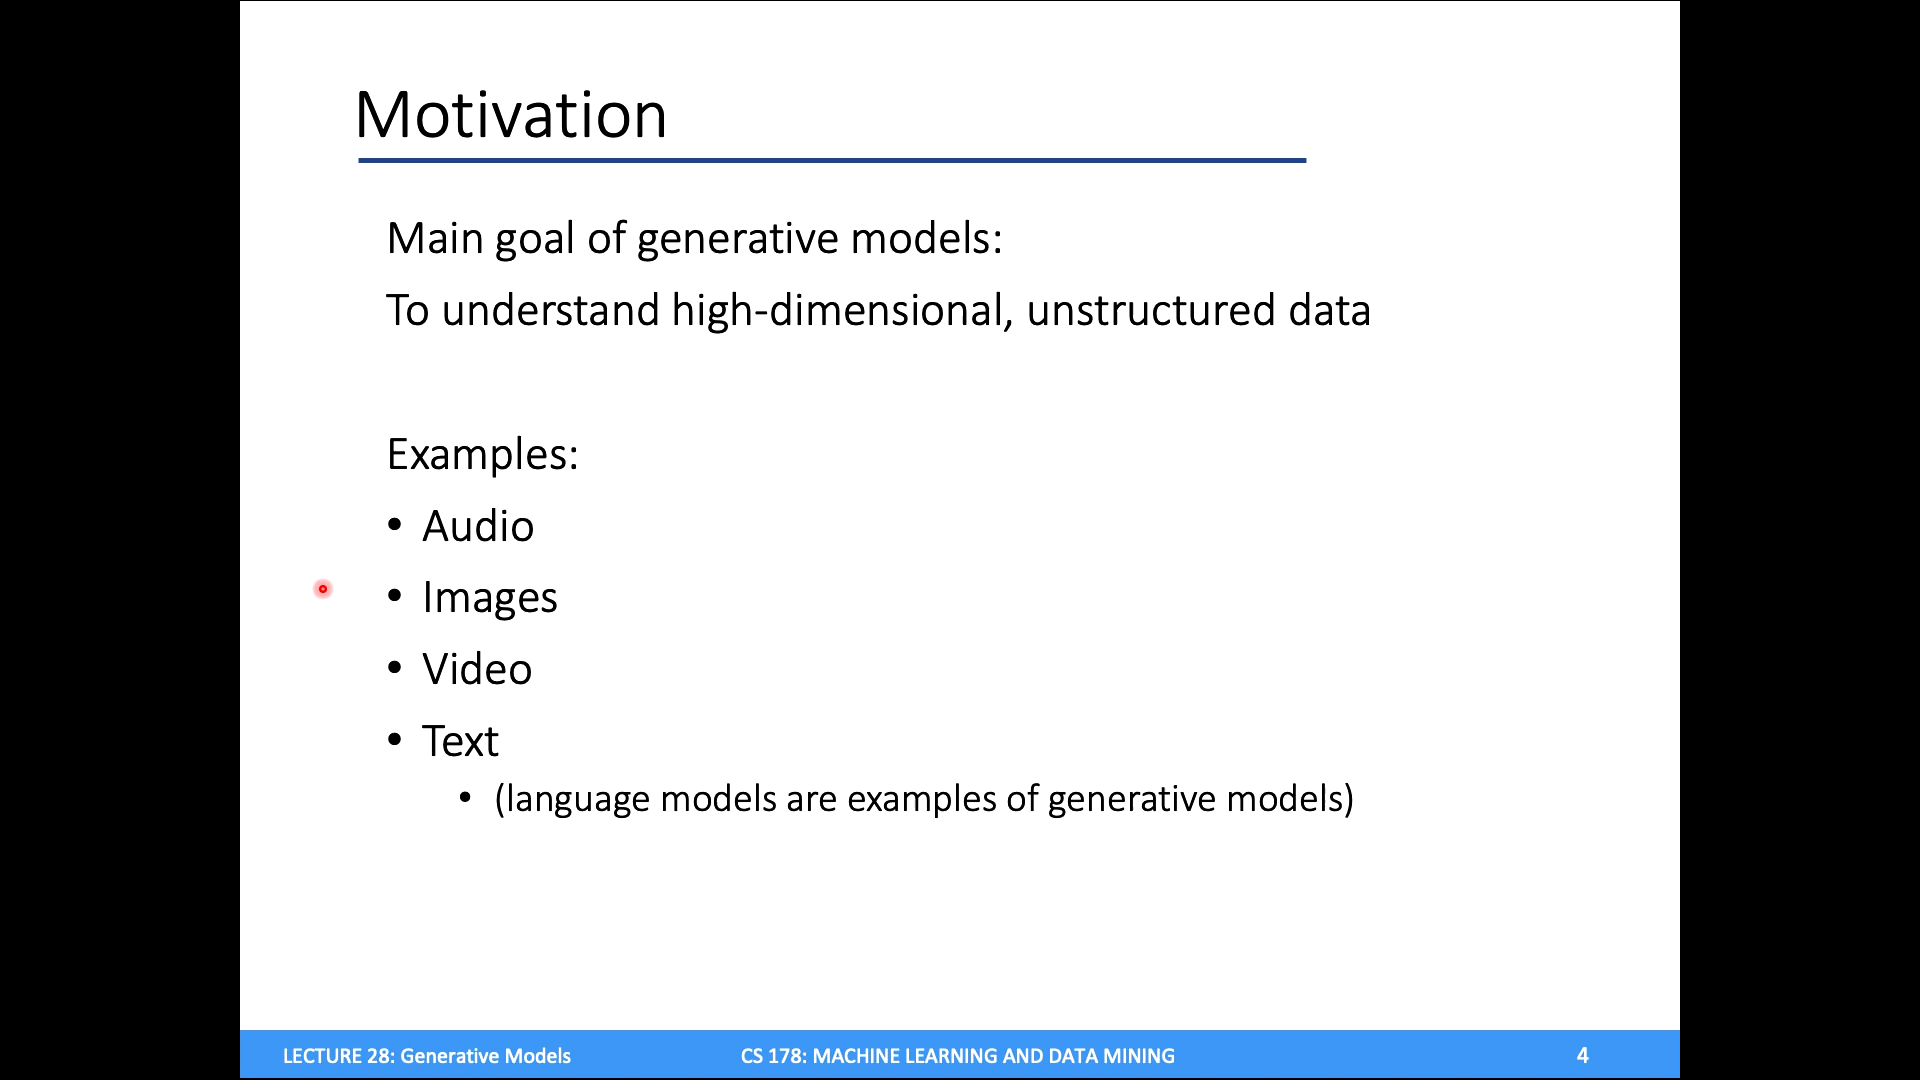 Motivation
Main goal of generative models:
To understand high-dimensional, unstructured data
Examples:
• Audio
• Images
• Video
• Text
• (language models are examples of generative models)
LECTURE 28: Generative Models CS 178: MACHINE LEARNING AND DATA MINING 4